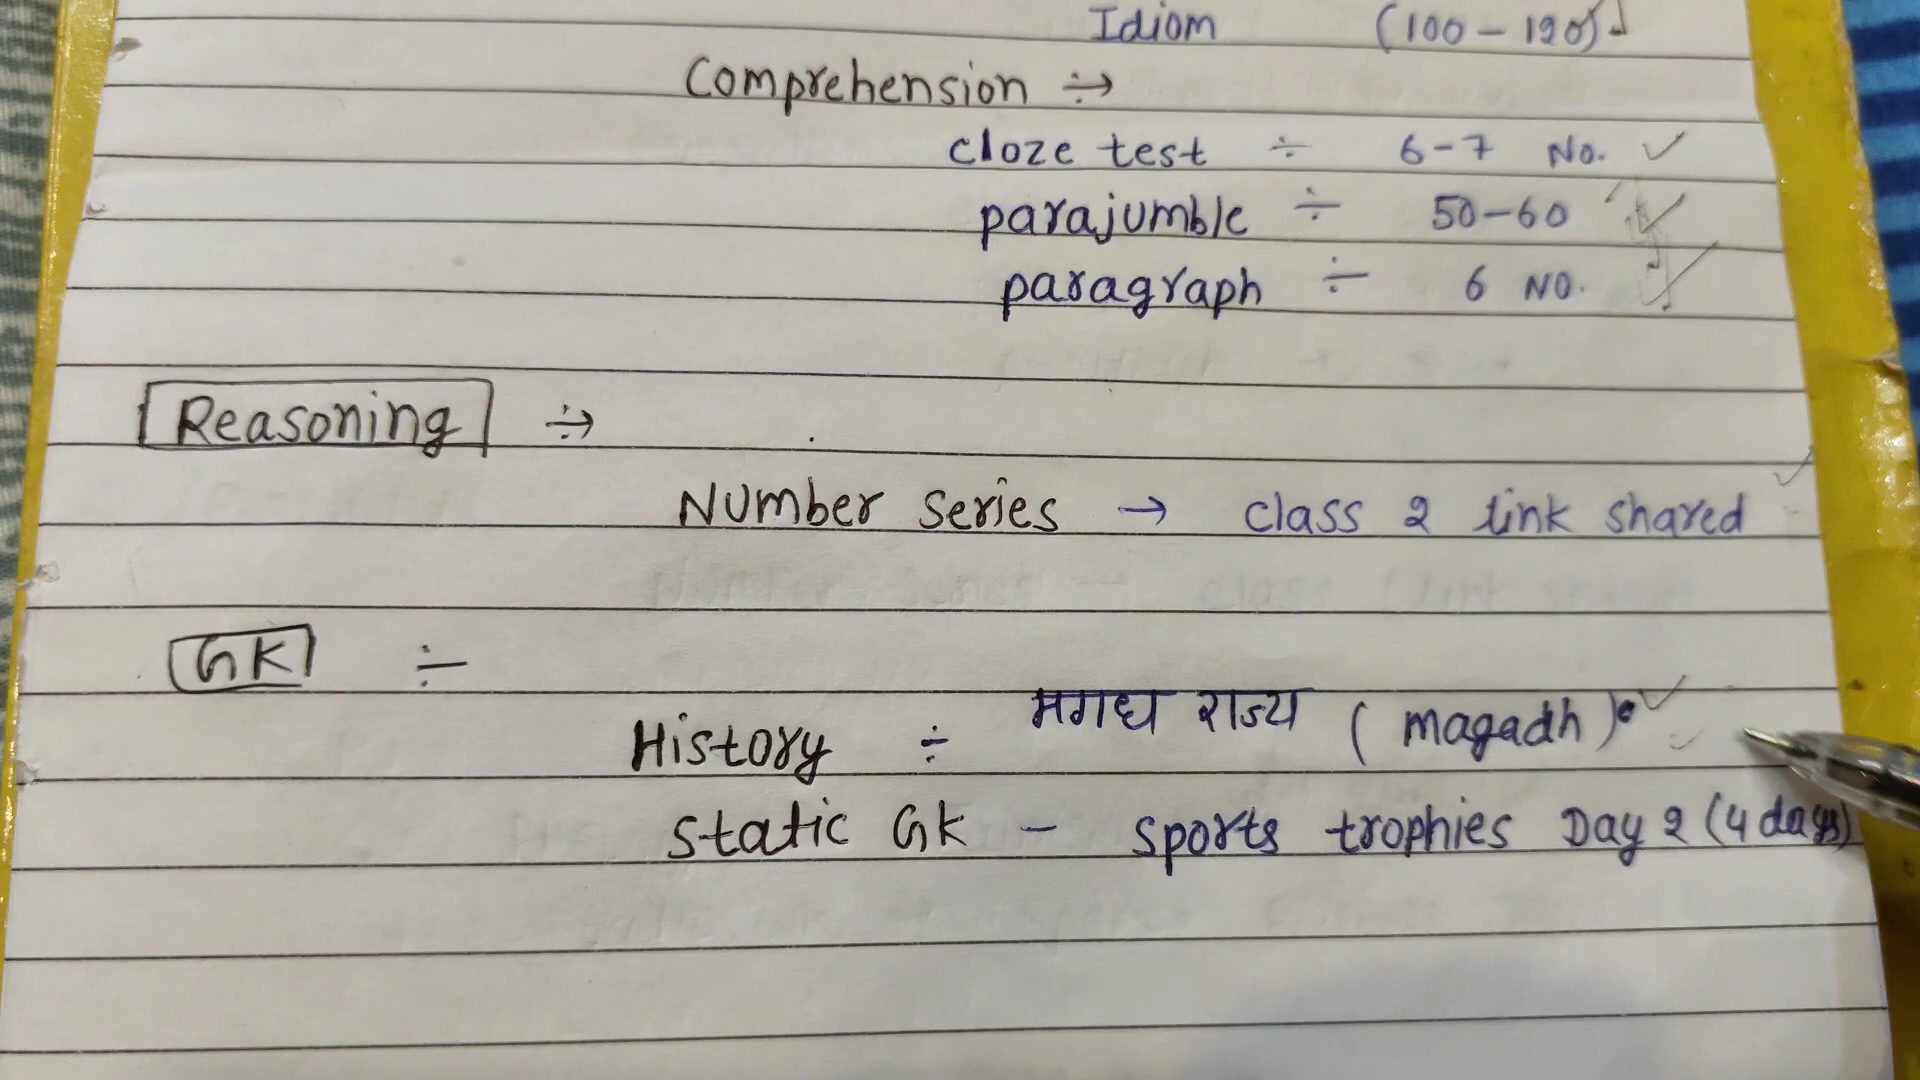 Idiom (100-120)
Comprehension ÷→
cloze test ÷ 6-7 No. ✓
parajumble ÷ 50-60 ✓
paragraph ÷ 6 NO. ✓
Reasoning ÷→
Number series → class 2 link shared ✓
GK ÷
History ÷ मगध राज्य (magadh) ✓
Static GK - sports trophies Day 2 (4 days)